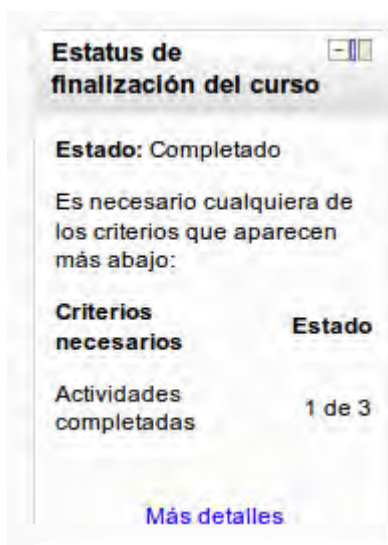 Estatus de
finalización del curso
Estado: Completado
Es necesario cualquiera de
los criterios que aparecen
más abajo:
Criterios
necesarios
Estado
Actividades
completadas
1 de 3
Más detalles